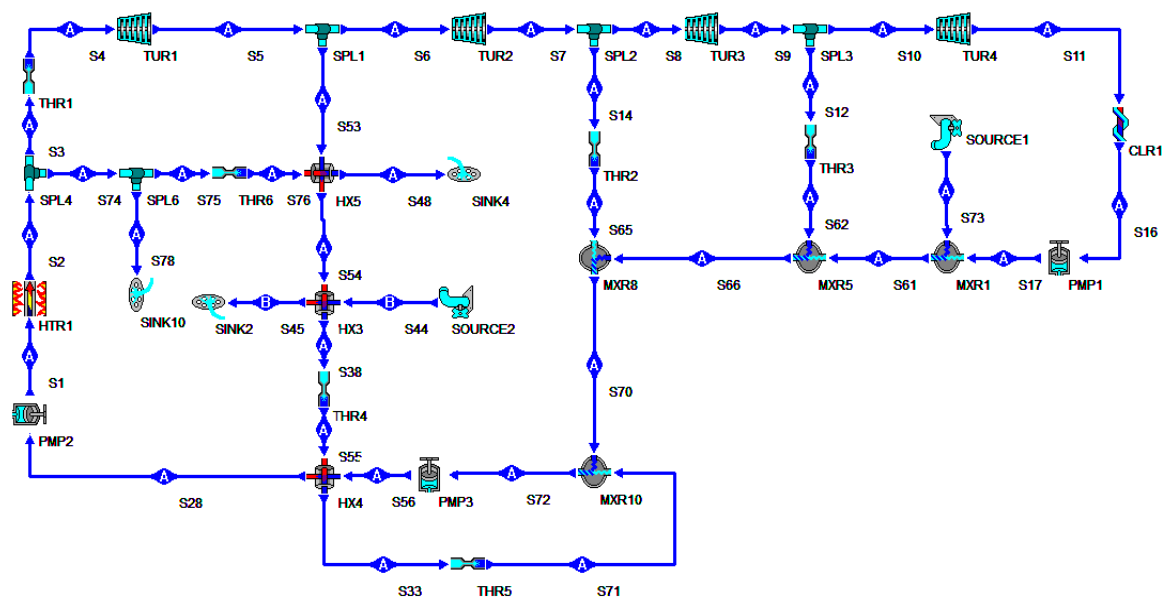 A A A A A A A
S4 TUR1 S5 SPL1 S6 TUR2 S7 SPL2 S8 TUR3 S9 SPL3 S10 TUR4 S11
THR1
A A A A
S53 S14 S12 SOURCE1
S3 THR2 THR3 CLR1
A A A A A A A
SPL4 S74 SPL6 S75 THR6 S76 HX5 S48 SINK4
S65 S62 S73 S16
A A A A A A
S2 S78 S54 MXR8 S66 MXR5 S61 MXR1 S17 PMP1
B B
HTR1 SINK10 SINK2 S45 HX3 S44 SOURCE2
A A A
S1 S38 S70
THR4
PMP2 A
S55
A A A
S28 HX4 S56 PMP3 S72 MXR10
A A
S33 THR5 S71